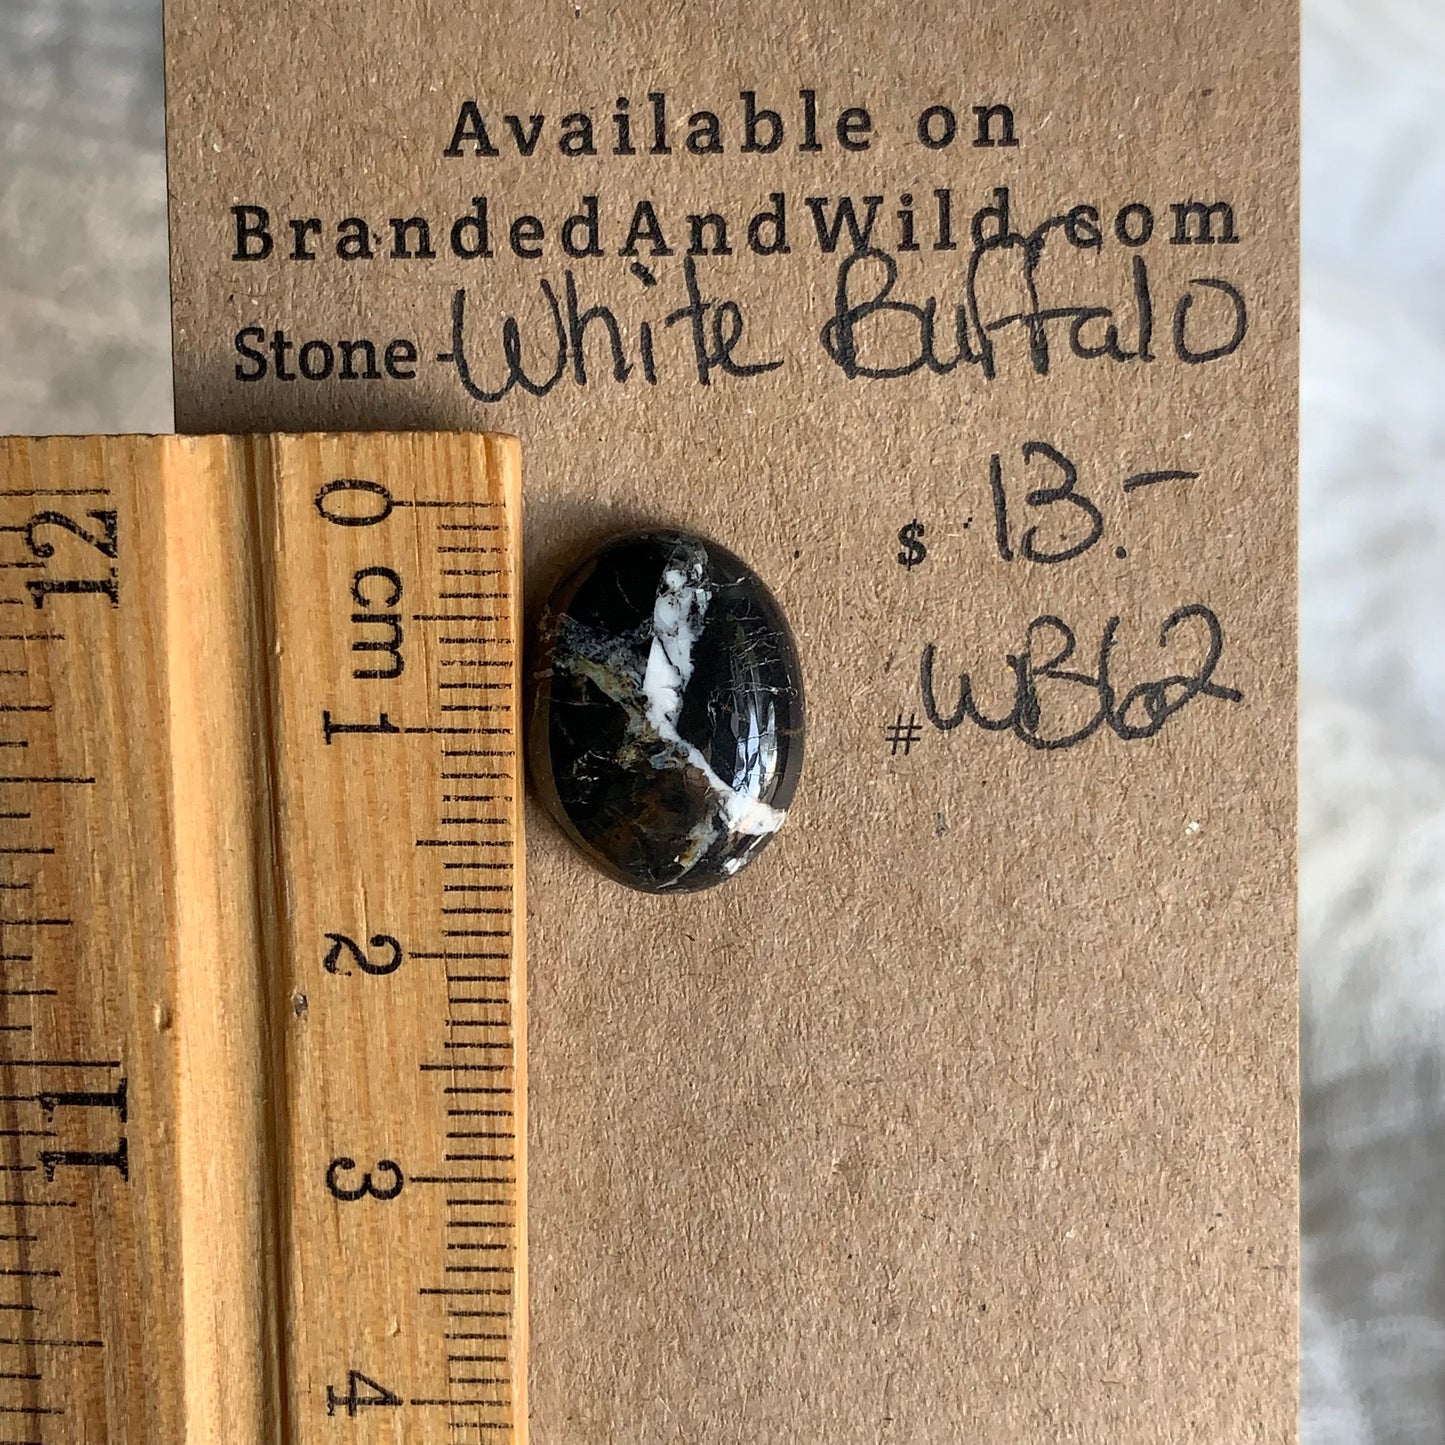 Available on
BrandedAndWild.com
Stone - White Buffalo
$ 13.-
# WB62
0 cm 1 2 3 4
12 11